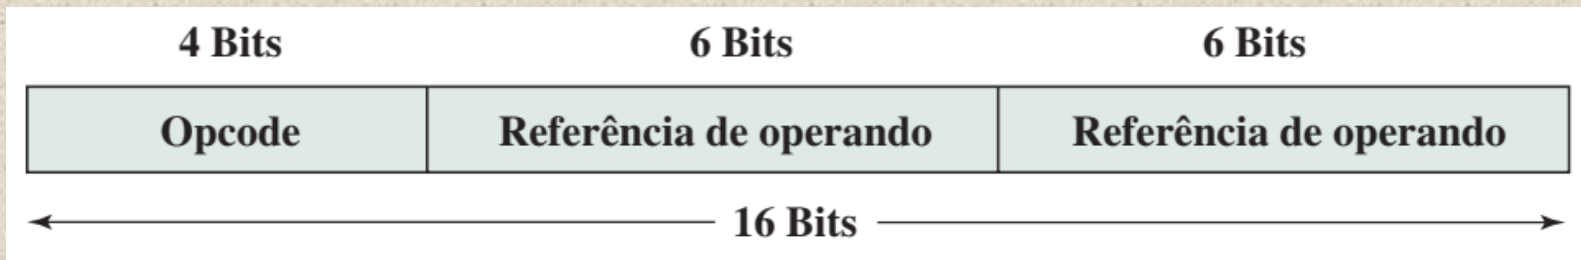 4 Bits 6 Bits 6 Bits
Opcode Referência de operando Referência de operando
16 Bits